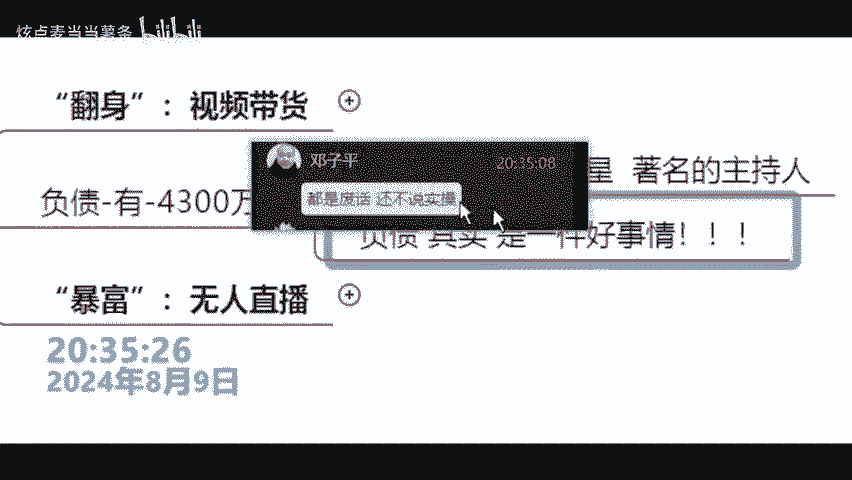 炫点麦当当薯条 bilibili
“翻身”：视频带货
邓子平 20:35:08
星 著名的主持人
都是废话 还不说实操
负债-有-4300万
负债 其实 是一样好事情！！！
“暴富”：无人直播
20:35:26
2024年8月9日